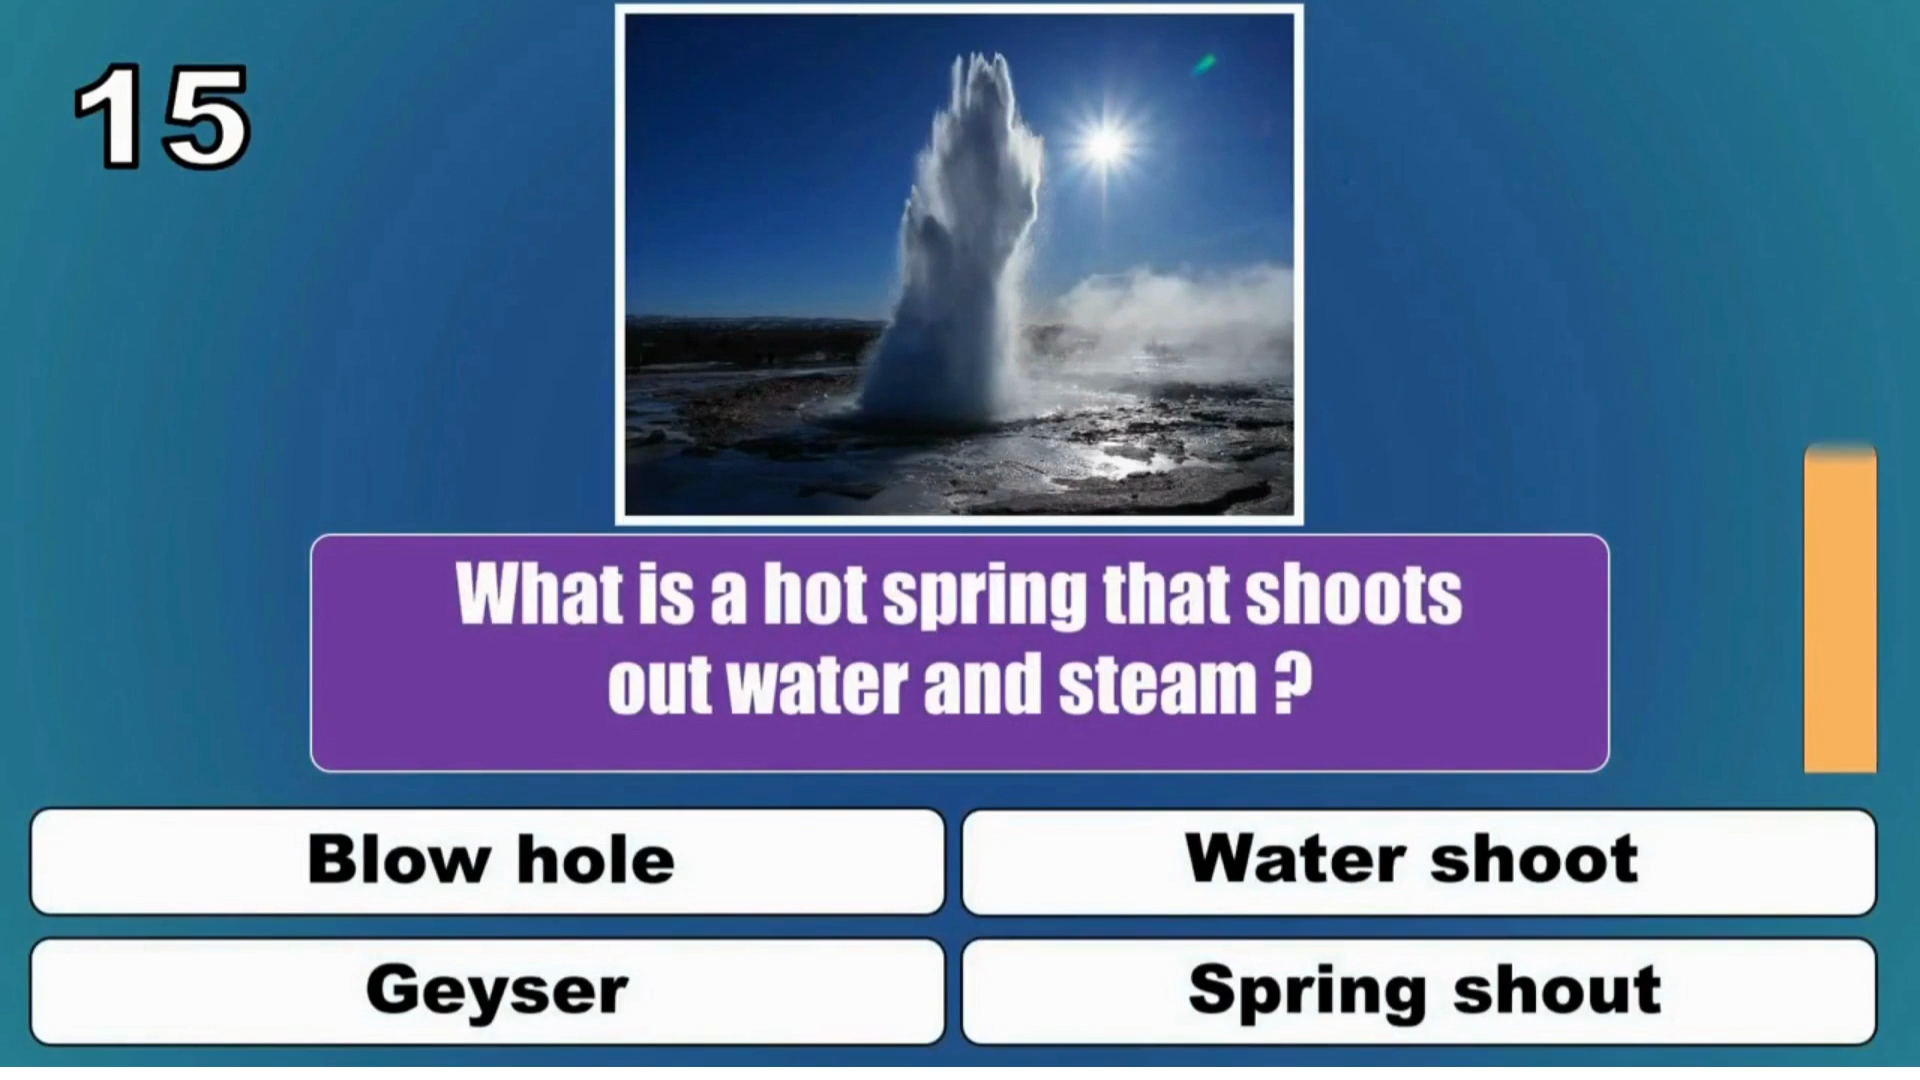 15
What is a hot spring that shoots
out water and steam ?
Blow hole
Water shoot
Geyser
Spring shout